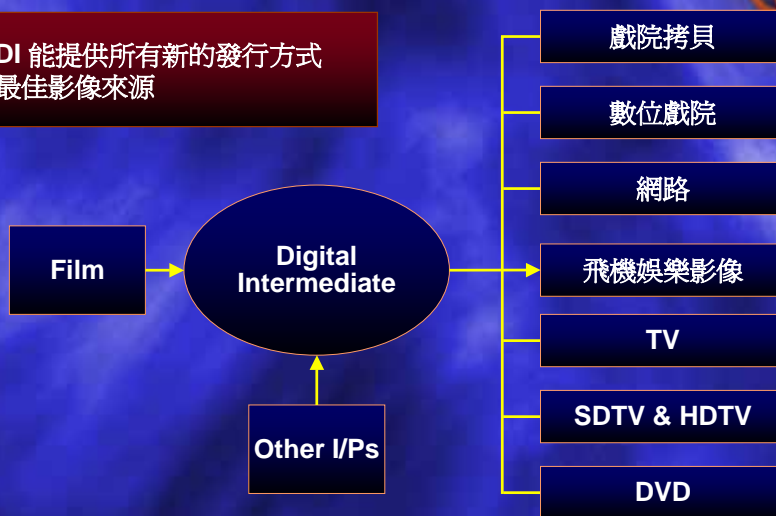 DI 能提供所有新的發行方式
最佳影像來源
Film
Digital
Intermediate
Other I/Ps
戲院拷貝
數位戲院
網路
飛機娛樂影像
TV
SDTV & HDTV
DVD